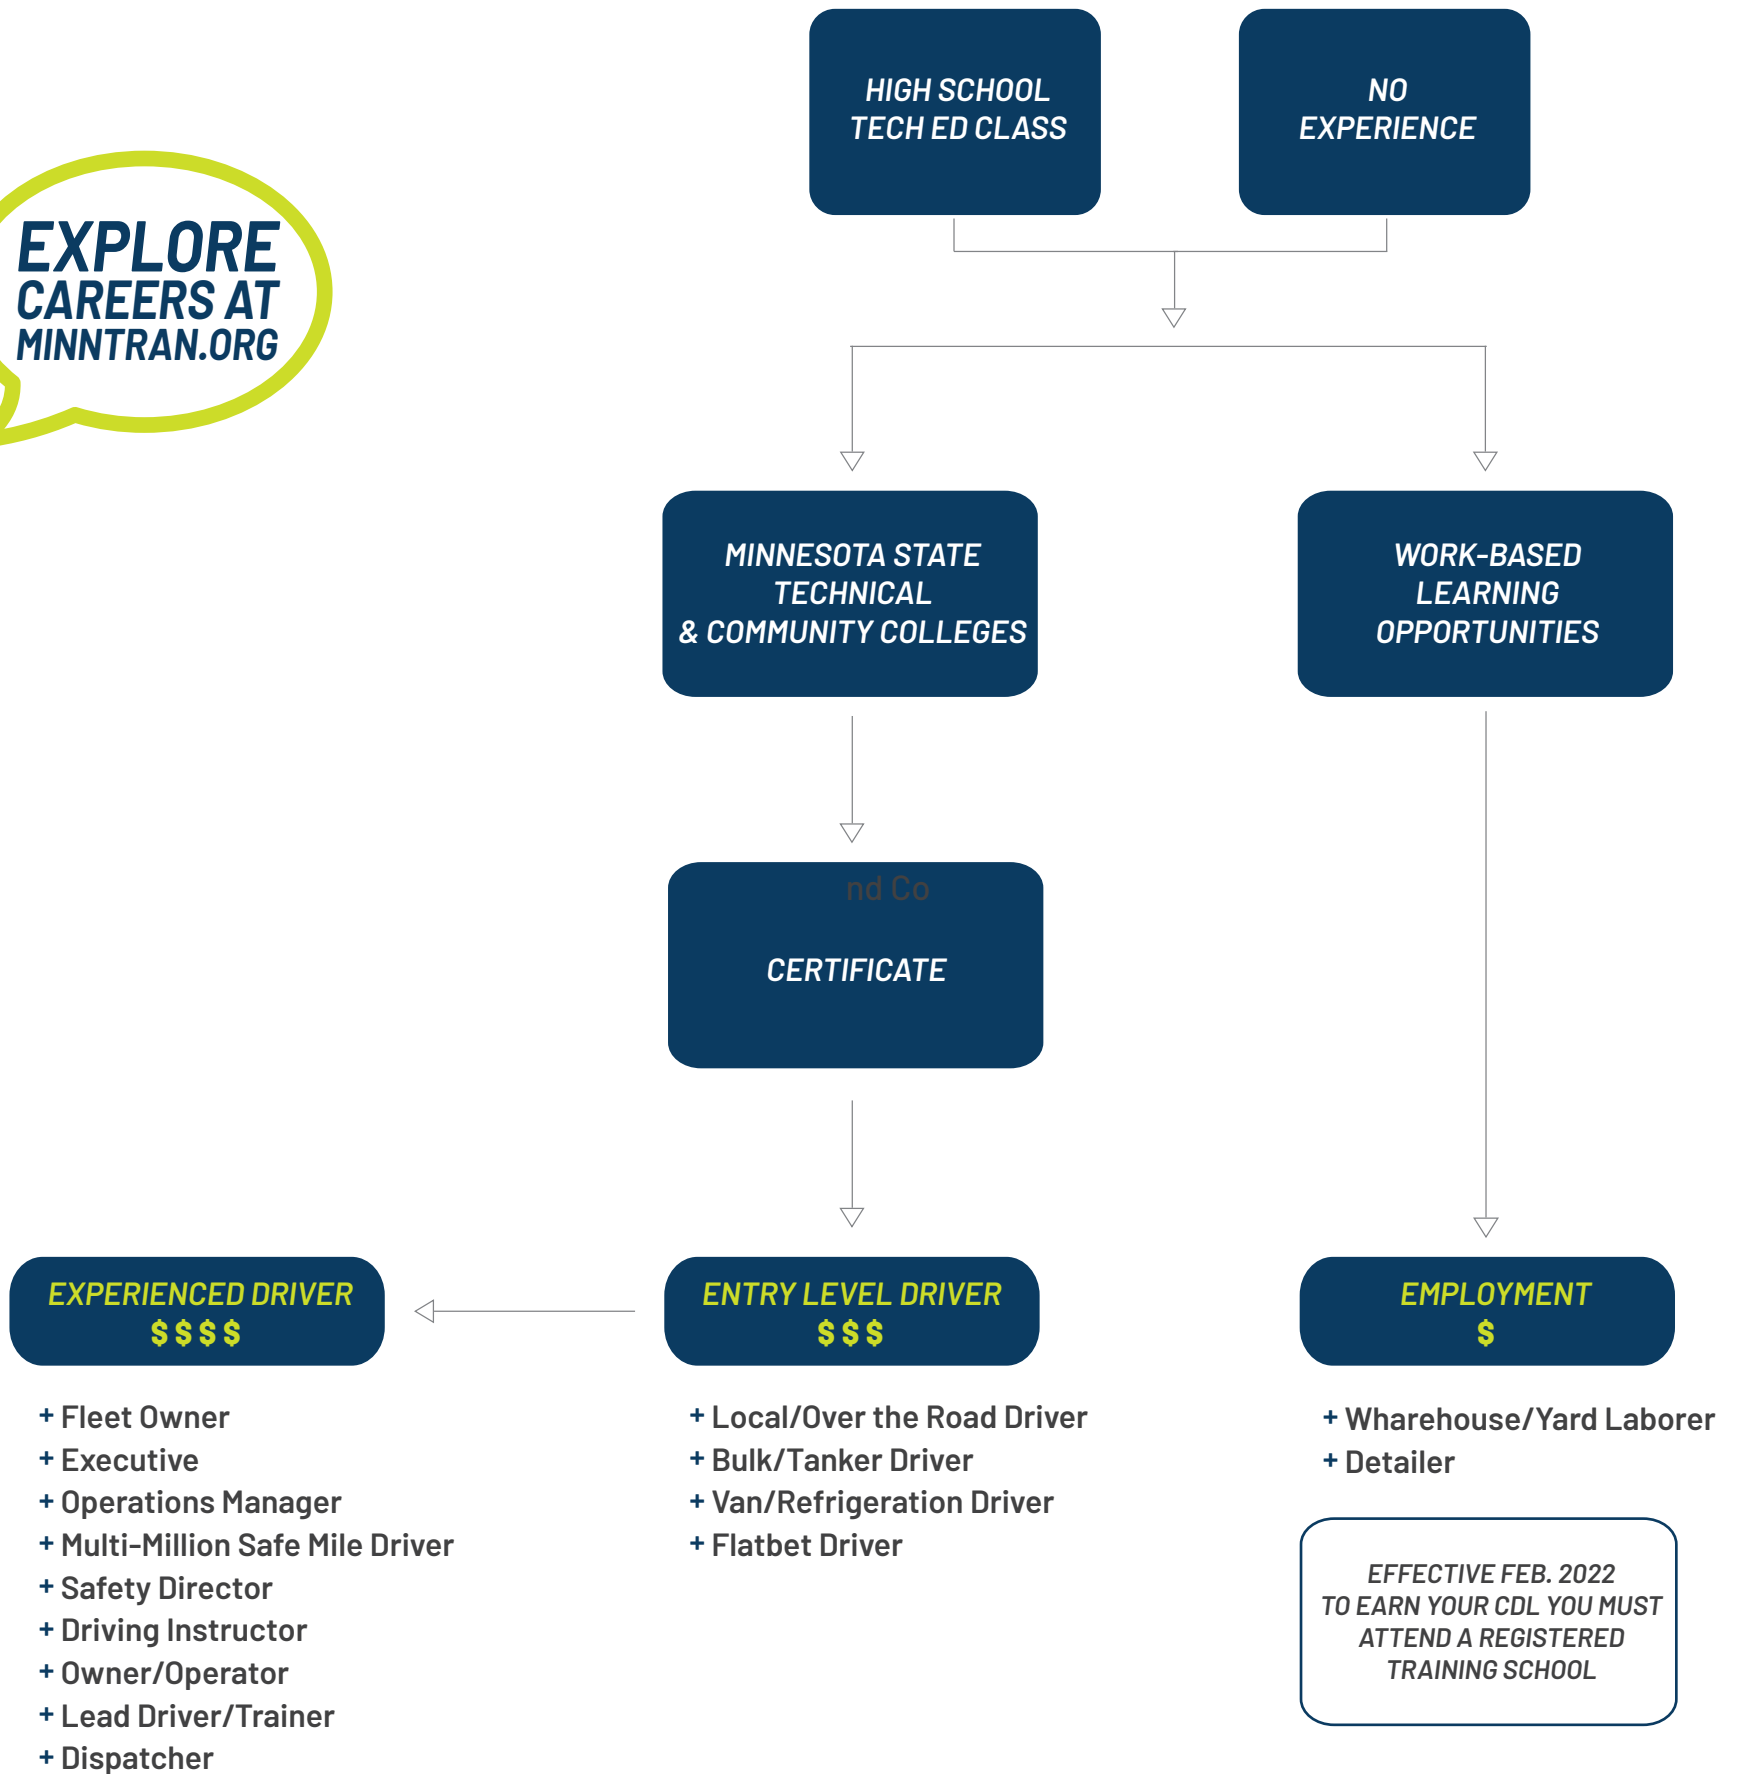 HIGH SCHOOL
TECH ED CLASS
NO
EXPERIENCE
EXPLORE
CAREERS AT
MINNTRAN.ORG
MINNESOTA STATE
TECHNICAL
& COMMUNITY COLLEGES
WORK-BASED
LEARNING
OPPORTUNITIES
nd Co
CERTIFICATE
EXPERIENCED DRIVER
$$$$
+ Fleet Owner
+ Executive
+ Operations Manager
+ Multi-Million Safe Mile Driver
+ Safety Director
+ Driving Instructor
+ Owner/Operator
+ Lead Driver/Trainer
+ Dispatcher
ENTRY LEVEL DRIVER
$$$
+ Local/Over the Road Driver
+ Bulk/Tanker Driver
+ Van/Refrigeration Driver
+ Flatbet Driver
EMPLOYMENT
$
+ Wharehouse/Yard Laborer
+ Detailer
EFFECTIVE FEB. 2022
TO EARN YOUR CDL YOU MUST
ATTEND A REGISTERED
TRAINING SCHOOL